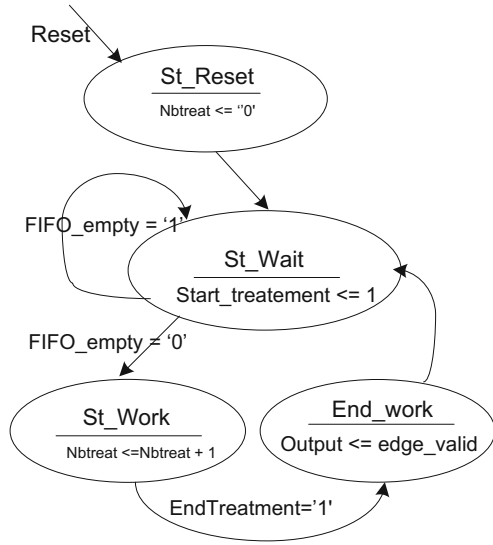 Reset
St_Reset
Nbtreat <= ‘'0'
FIFO_empty = ‘1’
St_Wait
Start_treatement <= 1
FIFO_empty = ‘0’
St_Work
Nbtreat <=Nbtreat + 1
End_work
Output <= edge_valid
EndTreatment=’1'